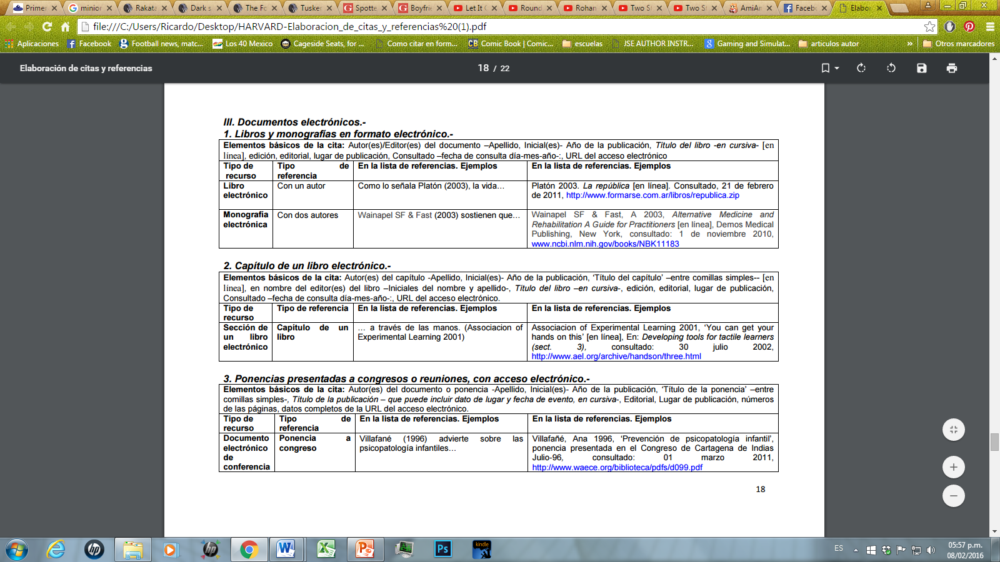 Primer
minior
Rakata
Dark s
The Fo
Tusken
Spotte
Boyfrie
Let It G
Round
Rohan
Two St
Two St
AmiAm
Faceb
Elabor
file:///C:/Users/Ricardo/Desktop/HARVARD-Elaboracion_de_citas_y_referencias%20(1).pdf
Aplicaciones Facebook Football news, matc... Los 40 Mexico Cageside Seats, for ... Como citar en form... Comic Book | Comic... escuelas JSE AUTHOR INSTR... Gaming and Simulat... articulos autor » Otros marcadores
Elaboración de citas y referencias 18 / 22
III. Documentos electrónicos.-
1. Libros y monografías en formato electrónico.-
Elementos básicos de la cita: Autor(es)/Editor(es) del documento –Apellido, Inicial(es)- Año de la publicación, Título del libro -en cursiva- [en
línea], edición, editorial, lugar de publicación, Consultado –fecha de consulta día-mes-año-:, URL del acceso electrónico
Tipo de
recurso
Tipo de
referencia
En la lista de referencias. Ejemplos
En la lista de referencias. Ejemplos
Libro
electrónico
Con un autor
Como lo señala Platón (2003), la vida…
Platón 2003. La república [en línea]. Consultado, 21 de febrero
de 2011, http://www.formarse.com.ar/libros/republica.zip
Monografía
electrónica
Con dos autores
Wainapel SF & Fast (2003) sostienen que…
Wainapel SF & Fast, A 2003, Alternative Medicine and
Rehabilitation A Guide for Practitioners [en línea], Demos Medical
Publishing, New York, consultado: 1 de noviembre 2010,
www.ncbi.nlm.nih.gov/books/NBK11183
2. Capítulo de un libro electrónico.-
Elementos básicos de la cita: Autor(es) del capítulo -Apellido, Inicial(es)- Año de la publicación, ‘Título del capítulo’ –entre comillas simples-- [en
línea], en nombre del editor(es) del libro –Iniciales del nombre y apellido-, Título del libro –en cursiva-, edición, editorial, lugar de publicación,
Consultado –fecha de consulta día-mes-año-:, URL del acceso electrónico.
Tipo de
recurso
Tipo de referencia
En la lista de referencias. Ejemplos
En la lista de referencias. Ejemplos
Sección de
un libro
electrónico
Capítulo de un
libro
… a través de las manos. (Associacion of
Experimental Learning 2001)
Associacion of Experimental Learning 2001, ‘You can get your
hands on this’ [en línea], En: Developing tools for tactile learners
(sect. 3), consultado: 30 julio 2002,
http://www.ael.org/archive/handson/three.html
3. Ponencias presentadas a congresos o reuniones, con acceso electrónico.-
Elementos básicos de la cita: Autor(es) del documento o ponencia -Apellido, Inicial(es)- Año de la publicación, ‘Título de la ponencia’ –entre
comillas simples-, Título de la publicación – que puede incluir dato de lugar y fecha de evento, en cursiva-, Editorial, Lugar de publicación, números
de las páginas, datos completos de la URL del acceso electrónico.
Tipo de
recurso
Tipo de
referencia
En la lista de referencias. Ejemplos
En la lista de referencias. Ejemplos
Documento
electrónico
de
conferencia
Ponencia a
congreso
Villafané (1996) advierte sobre las
psicopatología infantiles…
Villafañé, Ana 1996, ‘Prevención de psicopatología infantil’,
ponencia presentada en el Congreso de Cartagena de Indias
Julio-96, consultado: 01 marzo 2011,
http://www.waece.org/biblioteca/pdfs/d099.pdf
18
ES
05:57 p.m.
08/02/2016